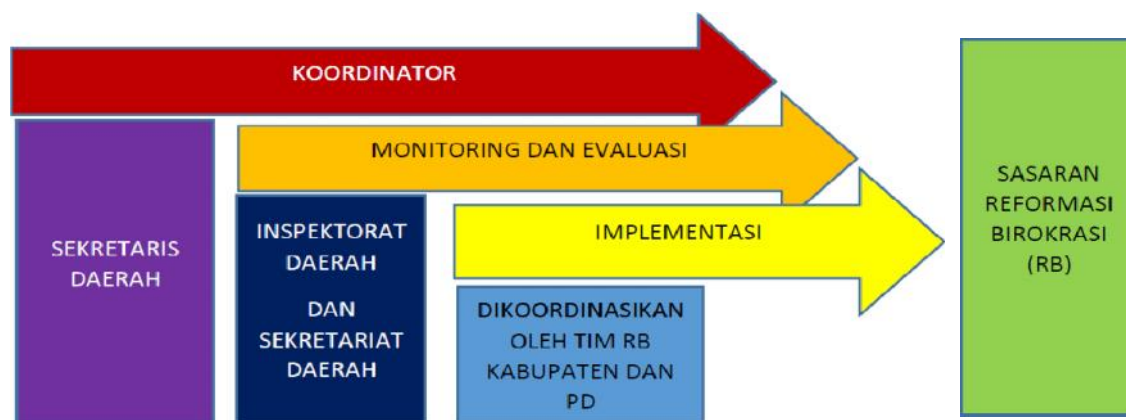 KOORDINATOR
SEKRETARIS
DAERAH
MONITORING DAN EVALUASI
INSPEKTORAT
DAERAH
DAN
SEKRETARIAT
DAERAH
IMPLEMENTASI
DIKOORDINASIKAN
OLEH TIM RB
KABUPATEN DAN
PD
SASARAN
REFORMASI
BIROKRASI
(RB)